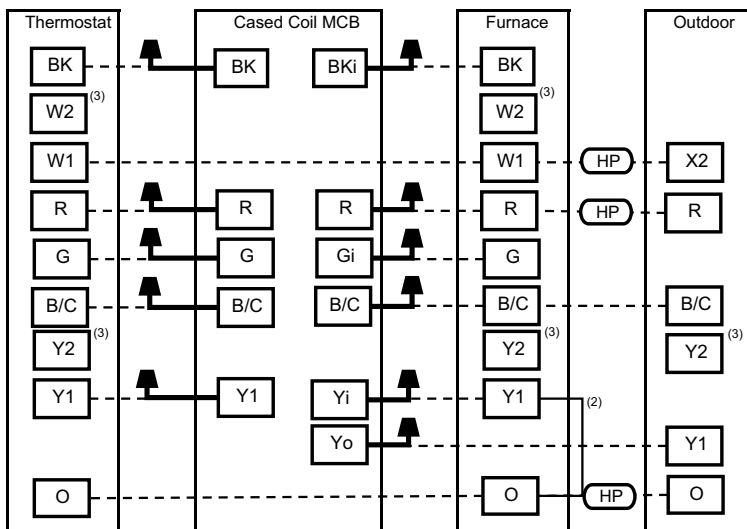 Thermostat Cased Coil MCB Furnace Outdoor
BK BK BKi BK
W2 (3) W2 (3)
W1 W1 HP X2
R R R R HP R
G G Gi G
B/C B/C B/C B/C B/C
Y2 (3) Y2 (3) Y2 (3)
Y1 Y1 Yi Y1 (2)
Yo Y1
O O HP O